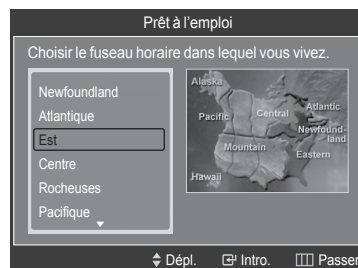 Prêt à l'emploi
Choisir le fuseau horaire dans lequel vous vivez.
Newfoundland
Atlantique
Est
Centre
Rocheuses
Pacifique
Alaska
Pacific
Central
Atlantic
Newfound-
land
Mountain
Eastern
Hawaii
Dépl. Intro. Passer